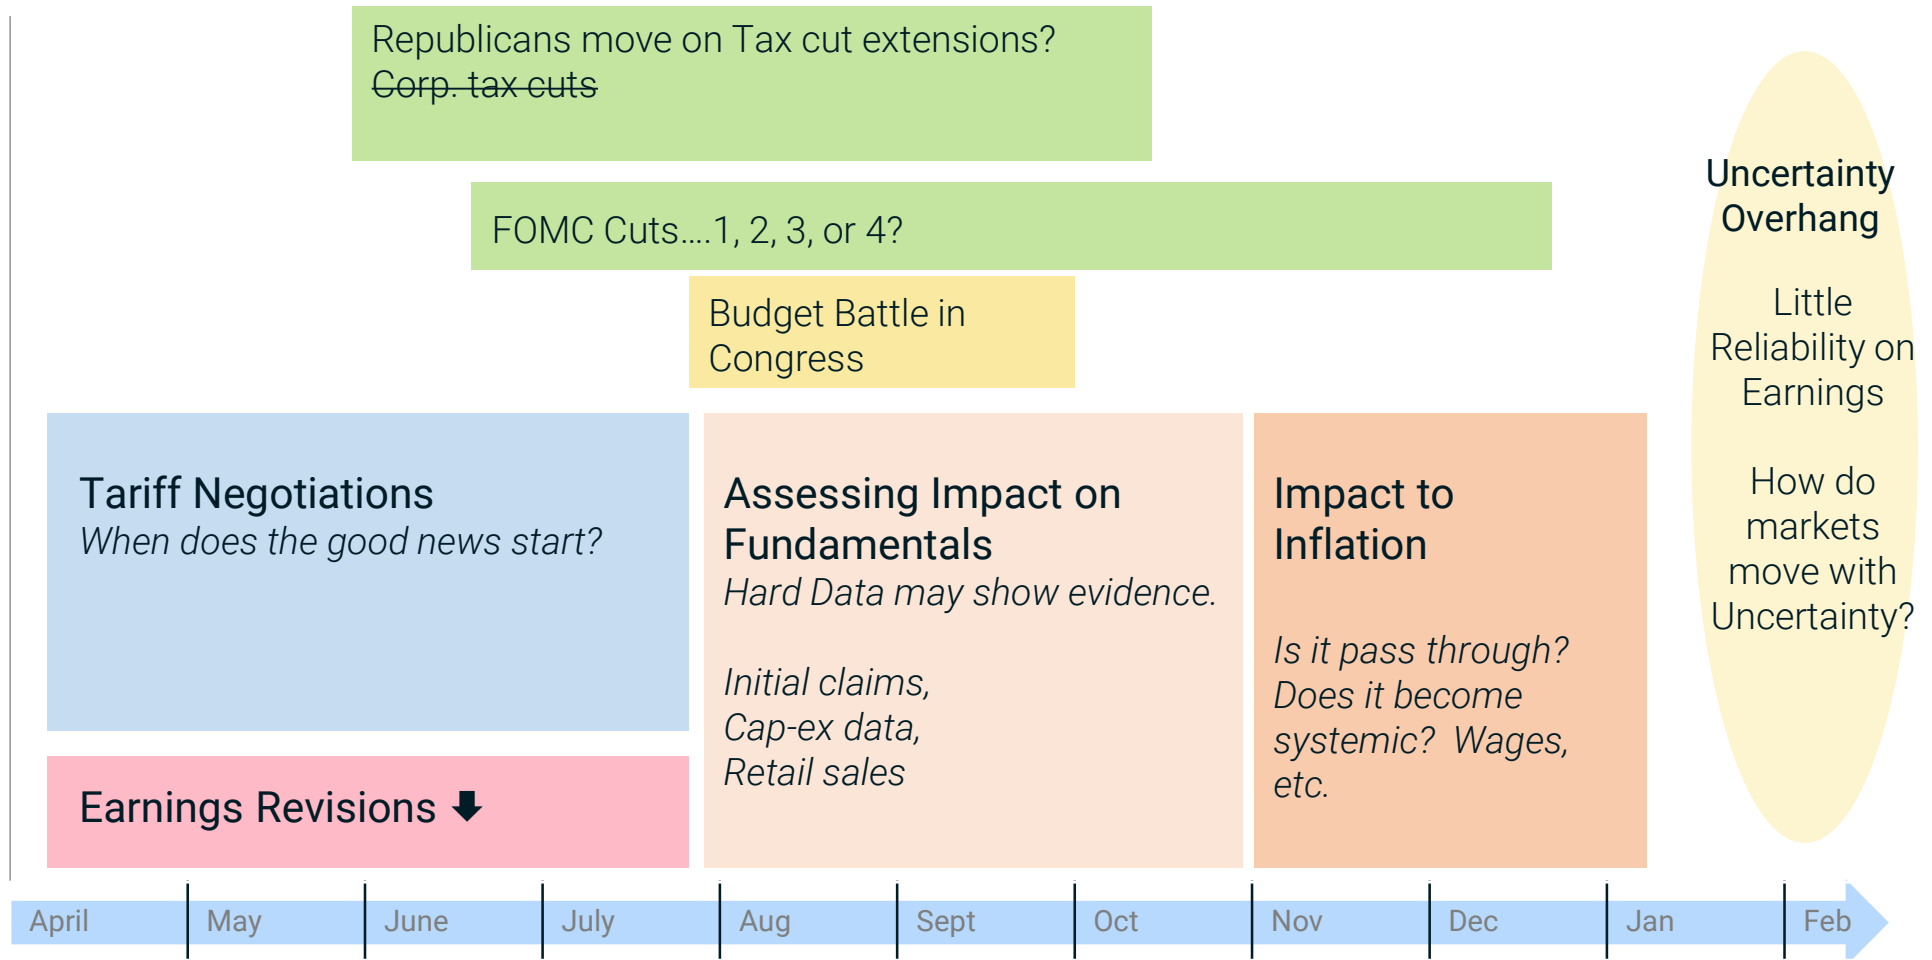 Republicans move on Tax cut extensions?
Corp. tax cuts
FOMC Cuts....1, 2, 3, or 4?
Budget Battle in
Congress
Tariff Negotiations
When does the good news start?
Earnings Revisions
Assessing Impact on
Fundamentals
Hard Data may show evidence.
Initial claims,
Cap-ex data,
Retail sales
Impact to
Inflation
Is it pass through?
Does it become
systemic?  Wages,
etc.
Uncertainty
Overhang
Little
Reliability on
Earnings
How do
markets
move with
Uncertainty?
April
May
June
July
Aug
Sept
Oct
Nov
Dec
Jan
Feb